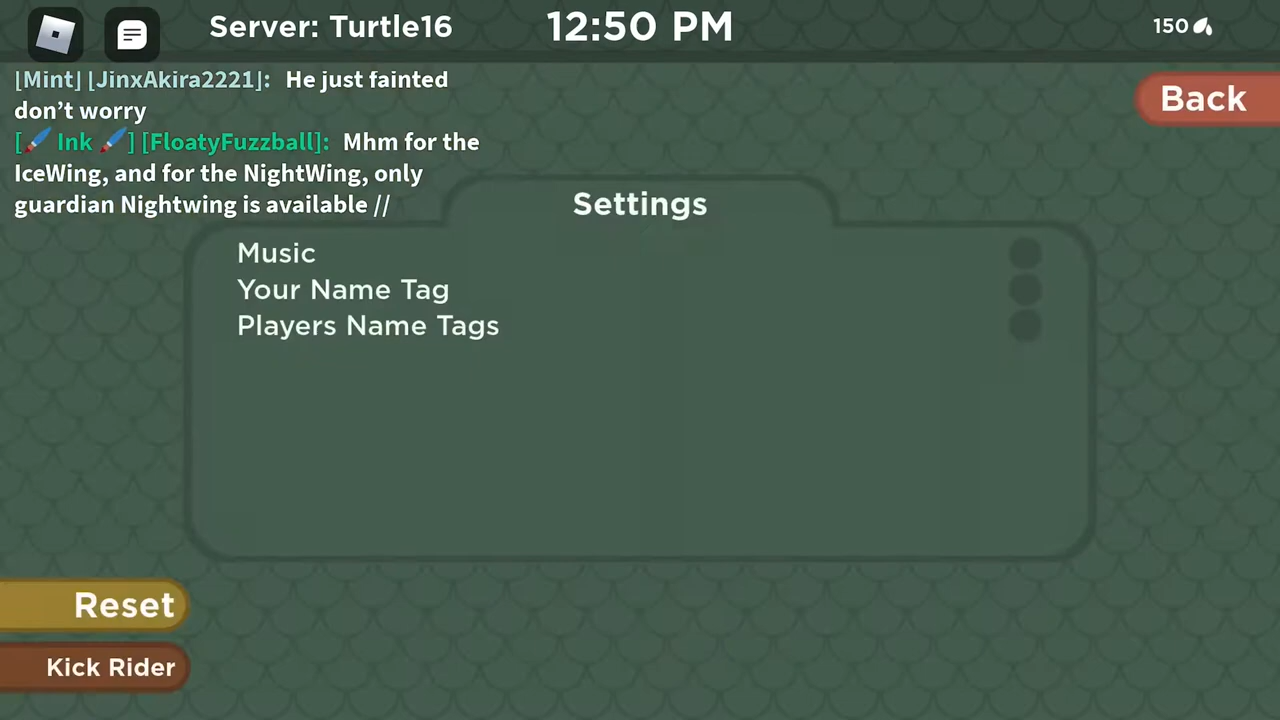 Server: Turtle16
12:50 PM
150
[Mint] [JinxAkira2221]: He just fainted
don't worry
[🖌️ Ink 🖌️] [FloatyFuzzball]: Mhm for the
IceWing, and for the NightWing, only
guardian Nightwing is available //
Back
Settings
Music
Your Name Tag
Players Name Tags
Reset
Kick Rider